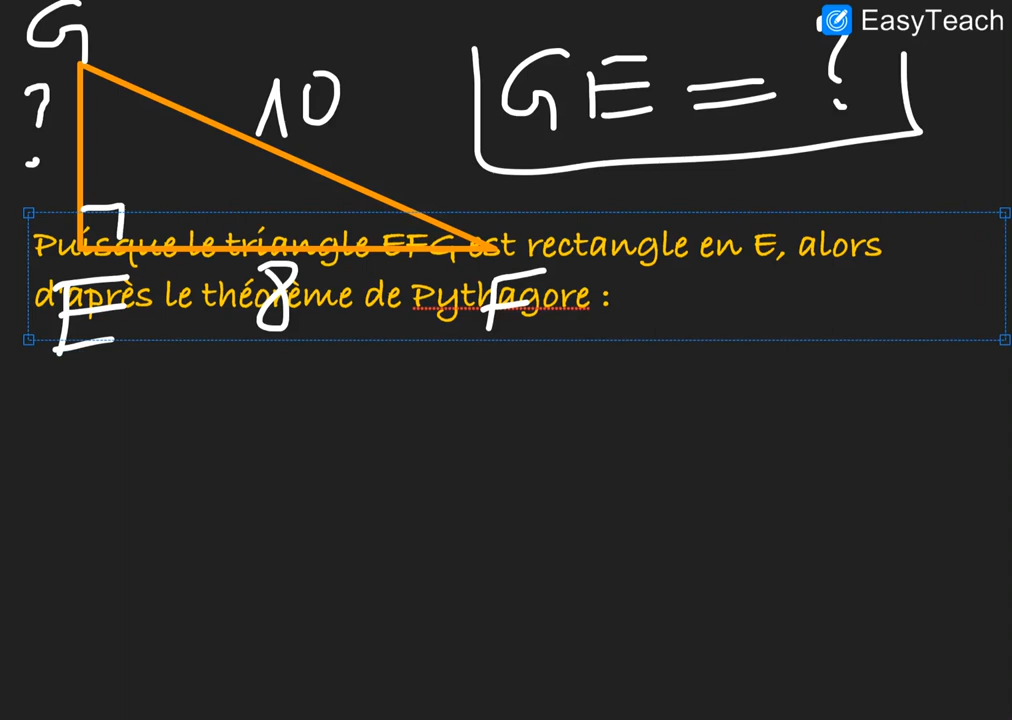 EasyTeach
G
?
10
GE = ?
Puisque le triangle EFG est rectangle en E, alors
d'après le théorème de Pythagore :
E
8
F